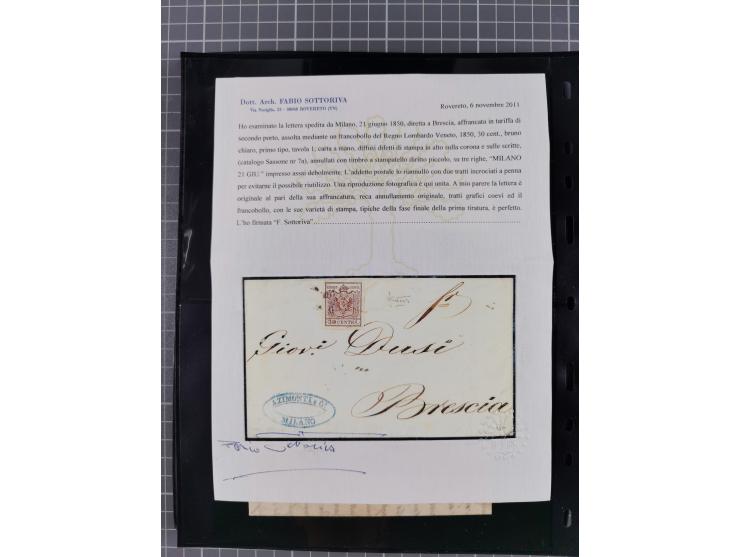 Dott. Arch. FABIO SOTTORIVA
Rovereto, 6 novembre 2011
Ho esaminato la lettera spedita da Milano, 21 giugno 1850, diretta a Brescia, affrancato in tariffa di
secondo porto, assolta mediante un francobollo del Regno Lombardo Veneto, 1850, 30 cent., bruno
chiaro, primo tipo, tavola 1, carta a mano, diffusi difetti di stampa in alto sulla corona e sulle scritte,
(catalogo Sassone nr 7a), annullati con timbro a stampatello diritto piccolo, su tre righe, "MILANO
21 GIU." impresso assai debolmente. L'addetto postale lo riannullò con due tratti incrociati a penna
per evitarne il possibile riutilizzo. Una riproduzione fotografica è qui unita. A mio parere la lettera è
originale al pari della sua affrancatura, reca annullamento originale, tratti grafici coevi ed il
francobollo, con le sue varietà di stampa, tipiche della fase finale della prima tiratura, è perfetto.
L'ho firmata "F. Sottoriva"
30 CENTES
Giov.i Dusi
Brescia
AZIMONTI & C.
MILANO